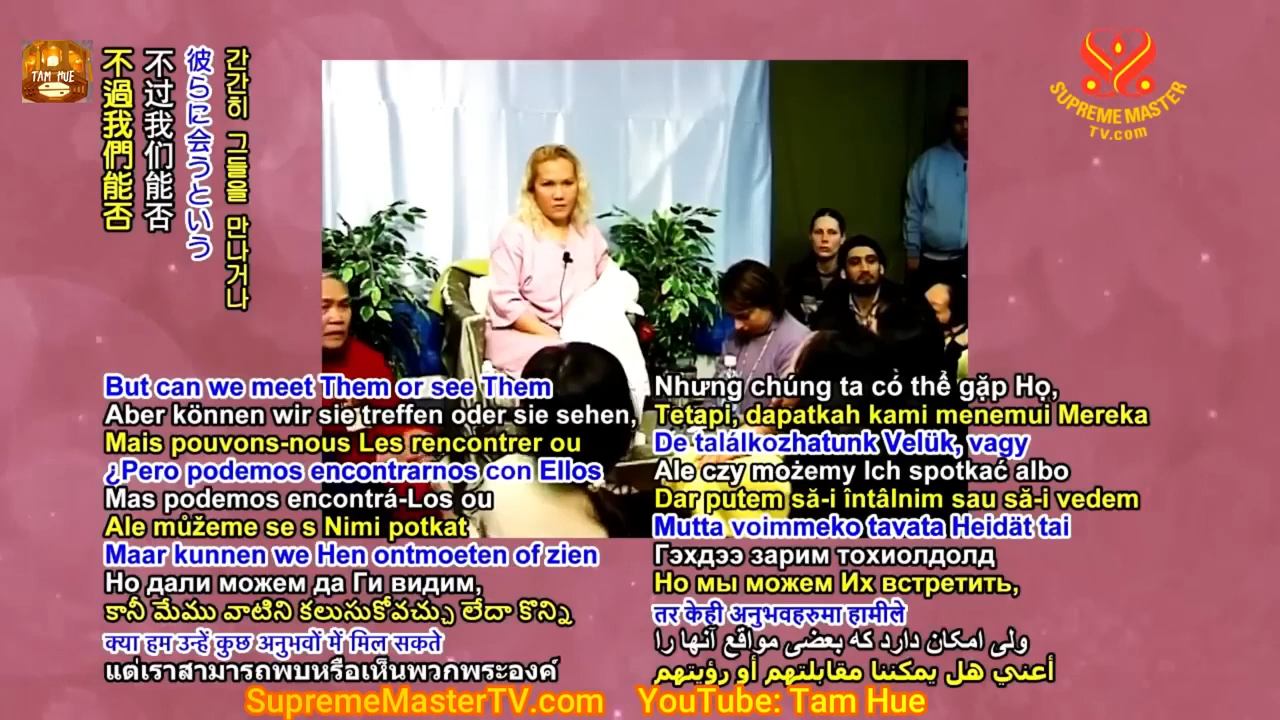 TAM HUE
不過我們能否
不过我们能否
彼らに会うという
간간히 그들을 만나거나
SUPREME MASTER
TV.com
But can we meet Them or see Them
Aber können wir sie treffen oder sie sehen,
Mais pouvons-nous Les rencontrer ou
¿Pero podemos encontrarnos con Ellos
Mas podemos encontrá-Los ou
Ale můžeme se s Nimi potkat
Maar kunnen we Hen ontmoeten of zien
Но дали можем да Ги видим,
కానీ మేము వాటిని కలుసుకోవచ్చు లేదా కొన్ని
क्या हम उन्हें कुछ अनुभवों में मिल सकते
แต่เราสามารถพบหรือเห็นพวกพระองค์
Nhưng chúng ta có thể gặp Họ,
Tetapi, dapatkah kami menemui Mereka
De találkozhatunk Velük, vagy
Ale czy możemy Ich spotkać albo
Dar putem să-i întâlnim sau să-i vedem
Mutta voimmeko tavata Heidät tai
Гэхдээ зарим тохиолдолд
Но мы можем Их встретить,
तर केही अनुभवहरुमा हामीले
ولی امکان دارد که بعضی مواقع آنها را
أعني هل يمكننا مقابلتهم أو رؤيتهم
SupremeMasterTV.com YouTube: Tam Hue